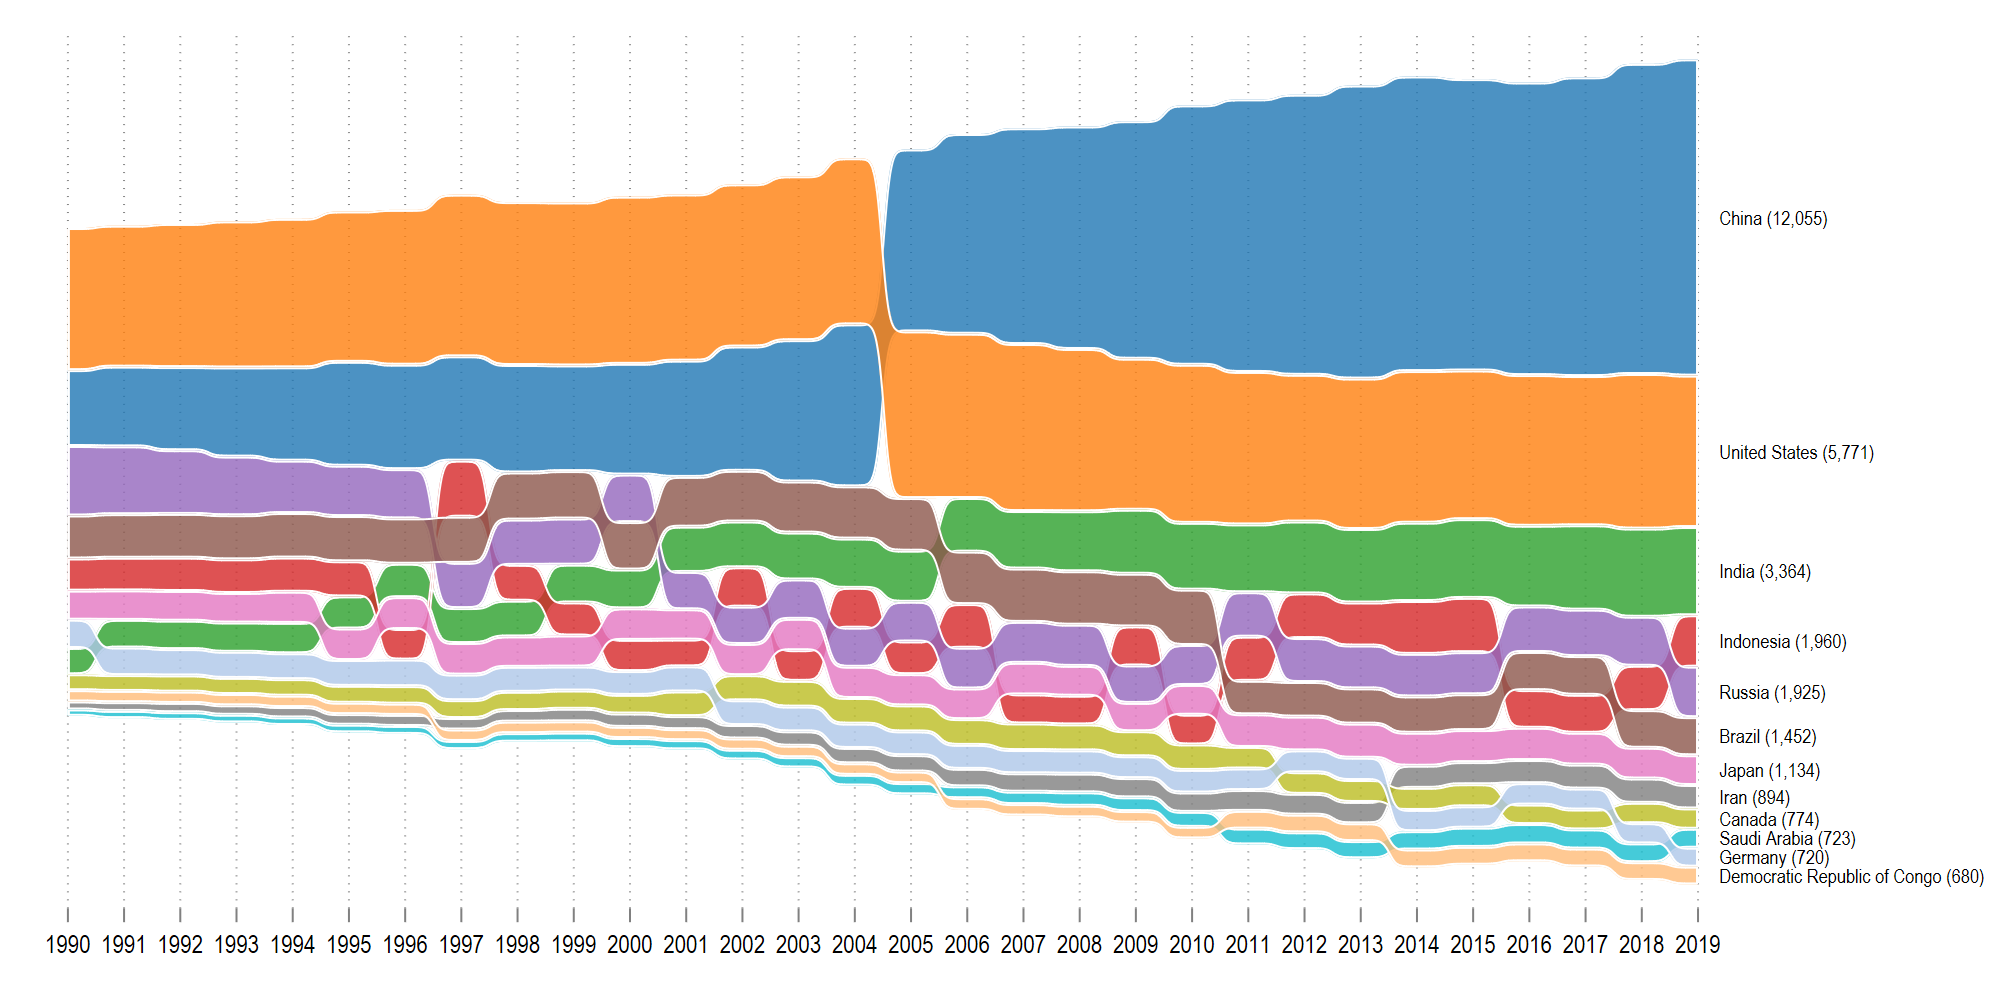 China (12,055)
United States (5,771)
India (3,364)
Indonesia (1,960)
Russia (1,925)
Brazil (1,452)
Japan (1,134)
Iran (894)
Canada (774)
Saudi Arabia (723)
Germany (720)
Democratic Republic of Congo (680)
1990 1991 1992 1993 1994 1995 1996 1997 1998 1999 2000 2001 2002 2003 2004 2005 2006 2007 2008 2009 2010 2011 2012 2013 2014 2015 2016 2017 2018 2019